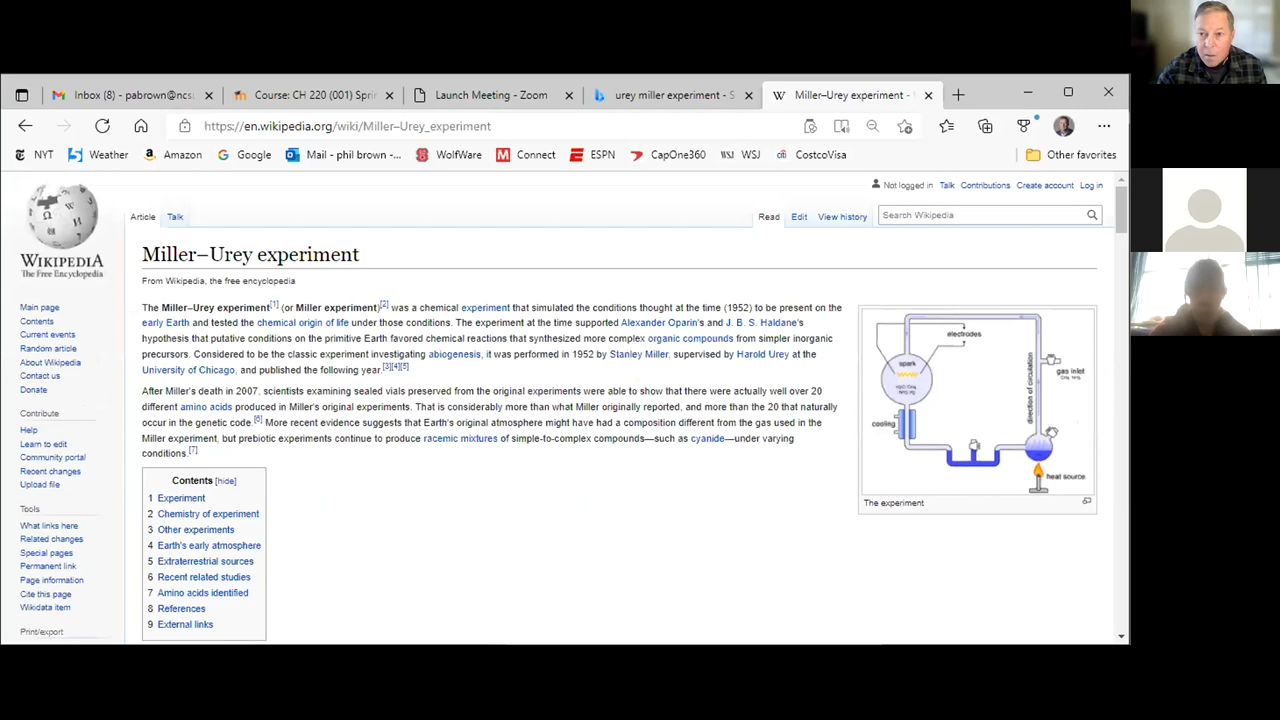 Inbox (8) - pabrown@ncs
Course: CH 220 (001) Spri
Launch Meeting - Zoom
urey miller experiment - S
Miller–Urey experiment -
https://en.wikipedia.org/wiki/Miller–Urey_experiment
NYT Weather Amazon Google Mail - phil brown -... WolfWare Connect ESPN CapOne360 WSJ CostcoVisa Other favorites
Not logged in Talk Contributions Create account Log in
Article Talk Read Edit View history Search Wikipedia
WIKIPEDIA
The Free Encyclopedia
Main page
Contents
Current events
Random article
About Wikipedia
Contact us
Donate
Contribute
Help
Learn to edit
Community portal
Recent changes
Upload file
Tools
What links here
Related changes
Special pages
Permanent link
Page information
Cite this page
Wikidata item
Print/export
Miller–Urey experiment
From Wikipedia, the free encyclopedia
The Miller–Urey experiment[1] (or Miller experiment)[2] was a chemical experiment that simulated the conditions thought at the time (1952) to be present on the
early Earth and tested the chemical origin of life under those conditions. The experiment at the time supported Alexander Oparin's and J. B. S. Haldane's
hypothesis that putative conditions on the primitive Earth favored chemical reactions that synthesized more complex organic compounds from simpler inorganic
precursors. Considered to be the classic experiment investigating abiogenesis, it was performed in 1952 by Stanley Miller, supervised by Harold Urey at the
University of Chicago, and published the following year.[3][4][5]
After Miller's death in 2007, scientists examining sealed vials preserved from the original experiments were able to show that there were actually well over 20
different amino acids produced in Miller's original experiments. That is considerably more than what Miller originally reported, and more than the 20 that naturally
occur in the genetic code.[6] More recent evidence suggests that Earth's original atmosphere might have had a composition different from the gas used in the
Miller experiment, but prebiotic experiments continue to produce racemic mixtures of simple-to-complex compounds—such as cyanide—under varying
conditions.[7]
Contents [hide]
1 Experiment
2 Chemistry of experiment
3 Other experiments
4 Earth's early atmosphere
5 Extraterrestrial sources
6 Recent related studies
7 Amino acids identified
8 References
9 External links
electrodes
spark
direction of circulation
gas inlet
cooling
heat source
The experiment